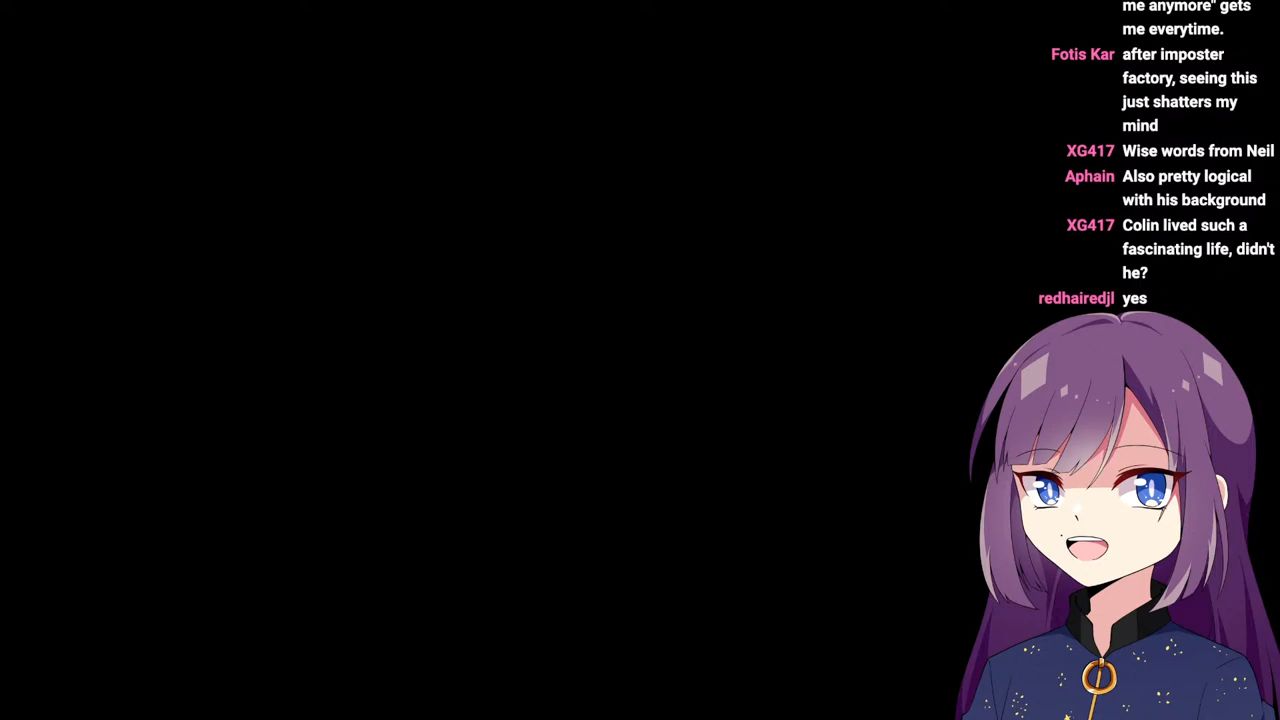 me anymore" gets
me everytime.
Fotis Kar after imposter
factory, seeing this
just shatters my
mind
XG417 Wise words from Neil
Aphain Also pretty logical
with his background
XG417 Colin lived such a
fascinating life, didn't
he?
redhairedjl yes